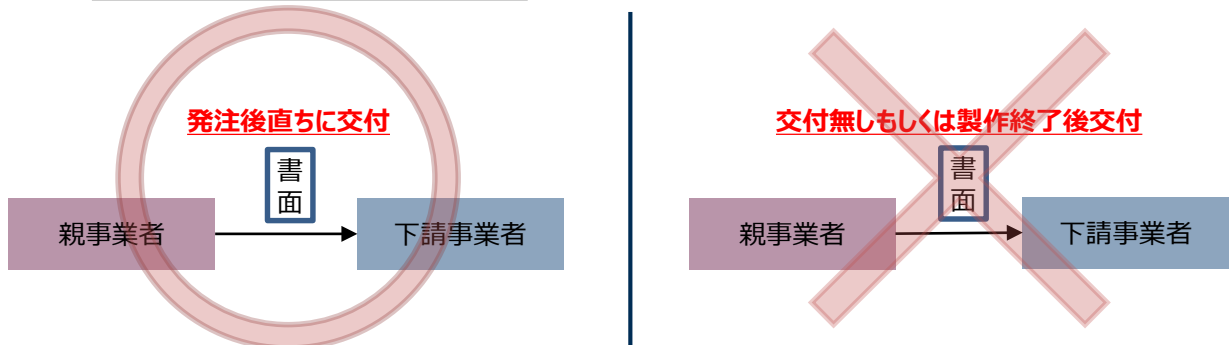 発注後直ちに交付
書
面
親事業者
下請事業者
交付無しもしくは製作終了後交付
書
面
親事業者
下請事業者